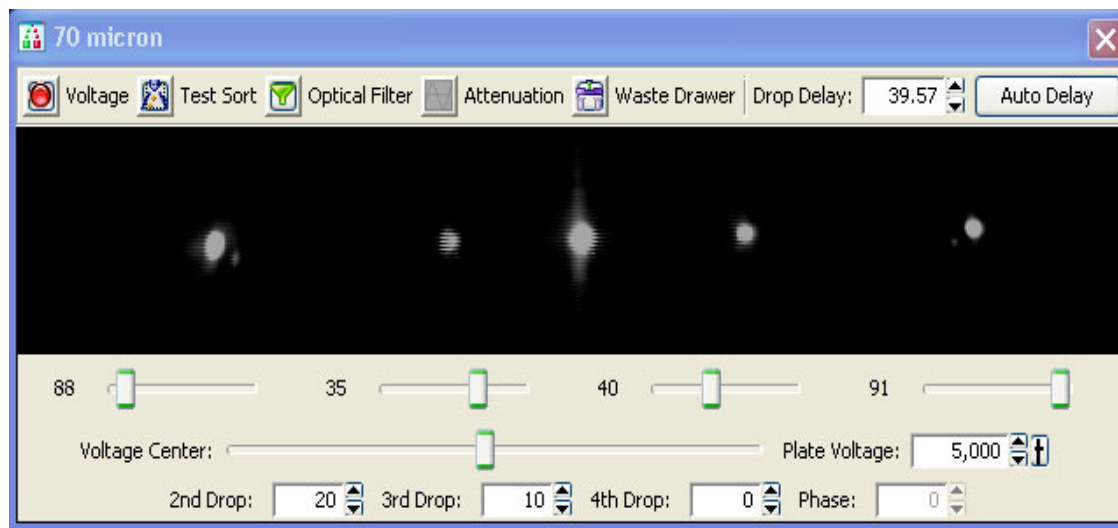 70 micron
Voltage Test Sort Optical Filter Attenuation Waste Drawer Drop Delay: 39.57 Auto Delay
88 35 40 91
Voltage Center: Plate Voltage: 5,000
2nd Drop: 20 3rd Drop: 10 4th Drop: 0 Phase: 0